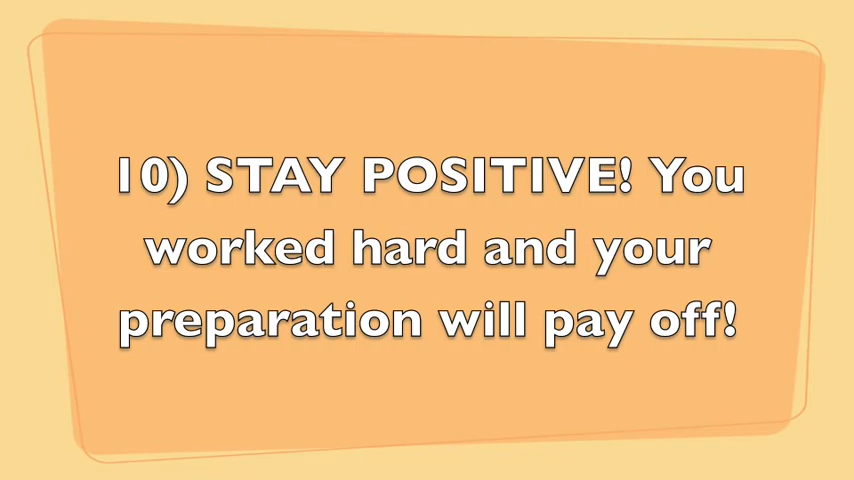 10) STAY POSITIVE! You
worked hard and your
preparation will pay off!